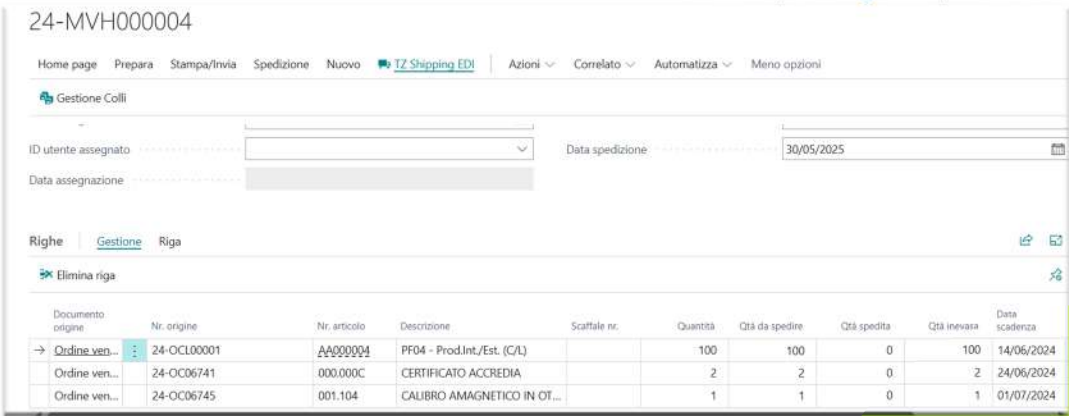 24-MVH000004
Home page Prepara Stampa/Invia Spedizione Nuovo TZ Shipping EDI Azioni Correlato Automatizza Meno opzioni
Gestione Colli
ID utente assegnato Data spedizione 30/05/2025
Data assegnazione
Righe Gestione Riga
Elimina riga
Documento origine Nr. origine Nr. articolo Descrizione Scaffale nr. Quantità Qtà da spedire Qtà spedita Qtà inevasa Data scadenza
Ordine ven... 24-OCL00001 AA000004 PF04 - Prod.Int./Est. (C/L) 100 100 0 100 14/06/2024
Ordine ven... 24-OC06741 000.000C CERTIFICATO ACCREDIA 2 2 0 2 24/06/2024
Ordine ven... 24-OC06745 001.104 CALIBRO AMAGNETICO IN OT... 1 1 0 1 01/07/2024